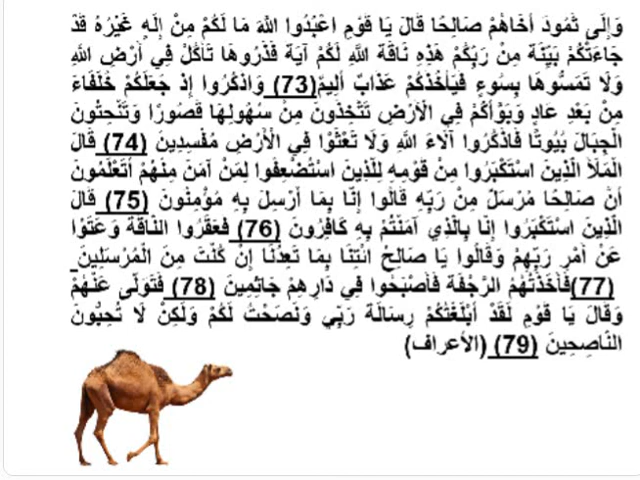 وَإِلَى ثَمُودَ أَخَاهُمْ صَالِحًا قَالَ يَا قَوْمِ اعْبُدُوا اللَّهَ مَا لَكُمْ مِنْ إِلَهٍ غَيْرُهُ قَدْ
جَاءَتْكُمْ بَيِّنَةٌ مِنْ رَبِّكُمْ هَذِهِ نَاقَةُ اللَّهِ لَكُمْ آيَةً فَذَرُوهَا تَأْكُلْ فِي أَرْضِ اللَّهِ
وَلَا تَمَسُّوهَا بِسُوءٍ فَيَأْخُذَكُمْ عَذَابٌ أَلِيمٌ(73) وَاذْكُرُوا إِذْ جَعَلَكُمْ خُلَفَاءَ
مِنْ بَعْدِ عَادٍ وَبَوَّأَكُمْ فِي الْأَرْضِ تَتَّخِذُونَ مِنْ سُهُولِهَا قُصُورًا وَتَنْحِتُونَ
الْجِبَالَ بُيُوتًا فَاذْكُرُوا آلَاءَ اللَّهِ وَلَا تَعْثَوْا فِي الْأَرْضِ مُفْسِدِينَ (74) قَالَ
الْمَلَأُ الَّذِينَ اسْتَكْبَرُوا مِنْ قَوْمِهِ لِلَّذِينَ اسْتُضْعِفُوا لِمَنْ آمَنَ مِنْهُمْ أَتَعْلَمُونَ
أَنَّ صَالِحًا مُرْسَلٌ مِنْ رَبِّهِ قَالُوا إِنَّا بِمَا أُرْسِلَ بِهِ مُؤْمِنُونَ (75) قَالَ
الَّذِينَ اسْتَكْبَرُوا إِنَّا بِالَّذِي آمَنْتُمْ بِهِ كَافِرُونَ (76) فَعَقَرُوا النَّاقَةَ وَعَتَوْا
عَنْ أَمْرِ رَبِّهِمْ وَقَالُوا يَا صَالِحُ ائْتِنَا بِمَا تَعِدُنَا إِنْ كُنْتَ مِنَ الْمُرْسَلِينَ
(77)فَأَخَذَتْهُمُ الرَّجْفَةُ فَأَصْبَحُوا فِي دَارِهِمْ جَاثِمِينَ (78) فَتَوَلَّى عَنْهُمْ
وَقَالَ يَا قَوْمِ لَقَدْ أَبْلَغْتُكُمْ رِسَالَةَ رَبِّي وَنَصَحْتُ لَكُمْ وَلَكِنْ لَا تُحِبُّونَ
النَّاصِحِينَ (79) (الأعراف)